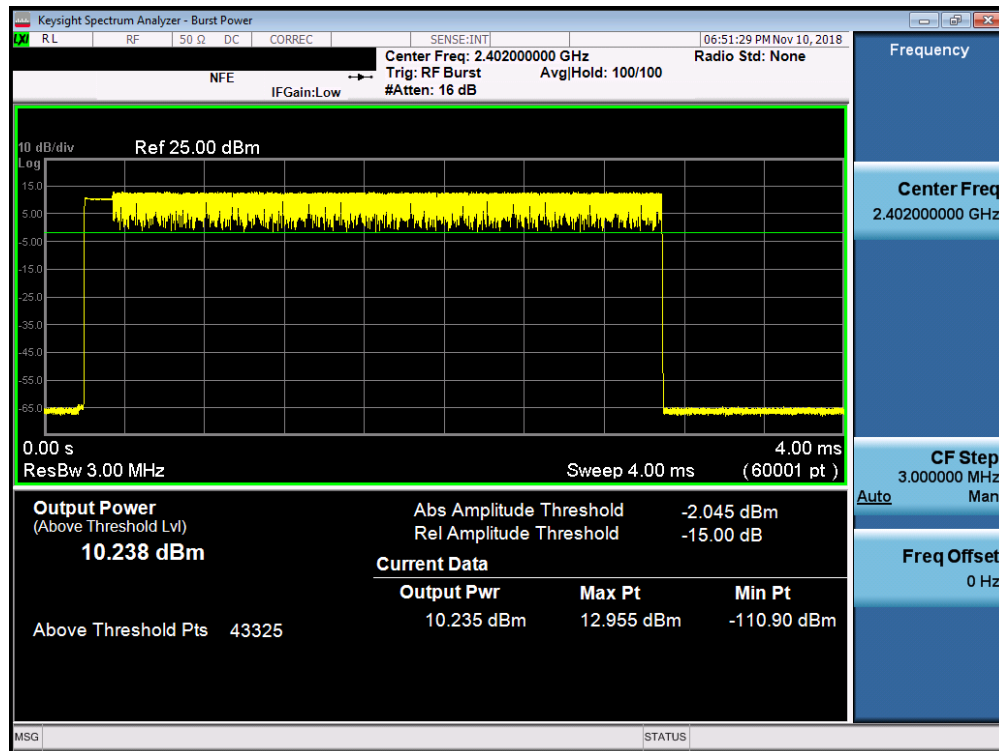 Keysight Spectrum Analyzer - Burst Power
LXI RL RF 50 Ω DC CORREC SENSE:INT 06:51:29 PM Nov 10, 2018
NFE
IFGain:Low
Center Freq: 2.402000000 GHz
Trig: RF Burst Avg|Hold: 100/100
#Atten: 16 dB
Radio Std: None
10 dB/div Ref 25.00 dBm
Log
15.0
5.00
-5.00
-15.0
-25.0
-35.0
-45.0
-55.0
-65.0
0.00 s 4.00 ms
ResBw 3.00 MHz Sweep 4.00 ms (60001 pt)
Output Power
(Above Threshold Lvl)
10.238 dBm
Above Threshold Pts 43325
Abs Amplitude Threshold -2.045 dBm
Rel Amplitude Threshold -15.00 dB
Current Data
Output Pwr Max Pt Min Pt
10.235 dBm 12.955 dBm -110.90 dBm
Frequency
Center Freq
2.402000000 GHz
CF Step
3.000000 MHz
Auto Man
Freq Offset
0 Hz
MSG STATUS